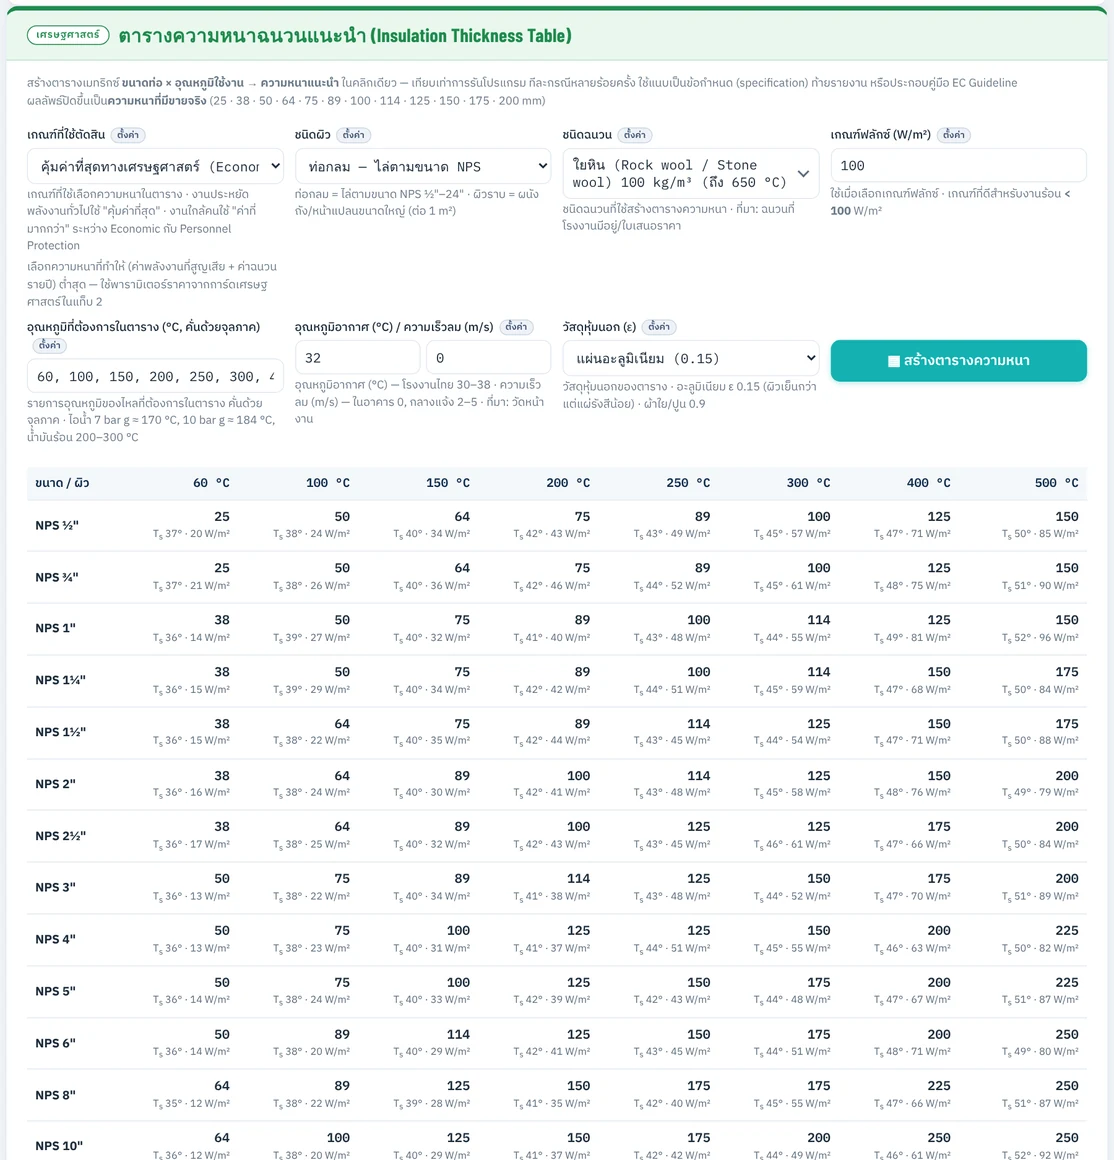 เศรษฐศาสตร์ ตารางความหนาฉนวนแนะนำ (Insulation Thickness Table)
สร้างตารางเมทริกซ์ ขนาดท่อ × อุณหภูมิใช้งาน → ความหนาแนะนำ ในคลิกเดียว — เทียบเท่าการรันโปรแกรม ทีละกรณีหลายร้อยครั้ง ใช้แนบเป็นข้อกำหนด (specification) ท้ายรายงาน หรือประกอบคู่มือ EC Guideline
ผลลัพธ์ปัดขึ้นเป็นความหนาที่มีขายจริง (25 · 38 · 50 · 64 · 75 · 89 · 100 · 114 · 125 · 150 · 175 · 200 mm)
เกณฑ์ที่ใช้ตัดสิน ตั้งค่า
คุ้มค่าที่สุดทางเศรษฐศาสตร์ (Econor
เกณฑ์ที่ใช้เลือกความหนาในตาราง · งานประหยัด
พลังงานทั่วไปใช้ "คุ้มค่าที่สุด" · งานใกล้คนใช้ "ค่าที่
มากกว่า" ระหว่าง Economic กับ Personnel
Protection
เลือกความหนาที่ทำให้ (ค่าพลังงานที่สูญเสีย + ค่าฉนวน
รายปี) ต่ำสุด — ใช้พารามิเตอร์ราคาจากการ์ดเศรษฐ
ศาสตร์ในแท็บ 2
ชนิดผิว ตั้งค่า
ท่อกลม — ไล่ตามขนาด NPS
ท่อกลม = ไล่ตามขนาด NPS ½"–24" · ผิวราบ = ผนัง
ถัง/หน้าแปลนขนาดใหญ่ (ต่อ 1 m²)
ชนิดฉนวน ตั้งค่า
ใยหิน (Rock wool / Stone
wool) 100 kg/m³ (ถึง 650 °C)
ชนิดฉนวนที่ใช้สร้างตารางความหนา · ที่มา: ฉนวนที่
โรงงานมีอยู่/ใบเสนอราคา
เกณฑ์ฟลักซ์ (W/m²) ตั้งค่า
100
ใช้เมื่อเลือกเกณฑ์ฟลักซ์ · เกณฑ์ที่ดีสำหรับงานร้อน <
100 W/m²
อุณหภูมิที่ต้องการในตาราง (°C, คั่นด้วยจุลภาค)
ตั้งค่า
60, 100, 150, 200, 250, 300, 4
รายการอุณหภูมิของไหลที่ต้องการในตาราง คั่นด้วย
จุลภาค · ไอน้ำ 7 bar g ≈ 170 °C, 10 bar g ≈ 184 °C,
น้ำมันร้อน 200–300 °C
อุณหภูมิอากาศ (°C) / ความเร็วลม (m/s) ตั้งค่า
32 0
อุณหภูมิอากาศ (°C) — โรงงานไทย 30–38 · ความเร็ว
ลม (m/s) — ในอาคาร 0, กลางแจ้ง 2–5 · ที่มา: วัดหน้า
งาน
วัสดุหุ้มนอก (ε) ตั้งค่า
แผ่นอะลูมิเนียม (0.15)
วัสดุหุ้มนอกของตาราง · อะลูมิเนียม ε 0.15 (ผิวเย็นกว่า
แต่แผ่รังสีน้อย) · ผ้าใบ/ปูน 0.9
▦ สร้างตารางความหนา
ขนาด / ผิว 60 °C 100 °C 150 °C 200 °C 250 °C 300 °C 400 °C 500 °C
NPS ½" 25 50 64 75 89 100 125 150
Ts 37° · 20 W/m² Ts 38° · 24 W/m² Ts 40° · 34 W/m² Ts 42° · 43 W/m² Ts 43° · 49 W/m² Ts 45° · 57 W/m² Ts 47° · 71 W/m² Ts 50° · 85 W/m²
NPS ¾" 25 50 64 75 89 100 125 150
Ts 37° · 21 W/m² Ts 38° · 26 W/m² Ts 40° · 36 W/m² Ts 42° · 46 W/m² Ts 44° · 52 W/m² Ts 45° · 61 W/m² Ts 48° · 75 W/m² Ts 51° · 90 W/m²
NPS 1" 38 50 75 89 100 114 125 150
Ts 36° · 14 W/m² Ts 39° · 27 W/m² Ts 40° · 32 W/m² Ts 41° · 40 W/m² Ts 43° · 48 W/m² Ts 44° · 55 W/m² Ts 49° · 81 W/m² Ts 52° · 96 W/m²
NPS 1¼" 38 50 75 89 100 114 150 175
Ts 36° · 15 W/m² Ts 39° · 29 W/m² Ts 40° · 34 W/m² Ts 42° · 42 W/m² Ts 44° · 51 W/m² Ts 45° · 59 W/m² Ts 47° · 68 W/m² Ts 50° · 84 W/m²
NPS 1½" 38 64 75 89 114 125 150 175
Ts 36° · 15 W/m² Ts 38° · 22 W/m² Ts 40° · 35 W/m² Ts 42° · 44 W/m² Ts 43° · 45 W/m² Ts 44° · 54 W/m² Ts 47° · 71 W/m² Ts 50° · 88 W/m²
NPS 2" 38 64 89 100 114 125 150 200
Ts 36° · 16 W/m² Ts 38° · 24 W/m² Ts 40° · 30 W/m² Ts 42° · 41 W/m² Ts 43° · 48 W/m² Ts 45° · 58 W/m² Ts 48° · 76 W/m² Ts 49° · 79 W/m²
NPS 2½" 38 64 89 100 125 125 175 200
Ts 36° · 17 W/m² Ts 38° · 25 W/m² Ts 40° · 32 W/m² Ts 42° · 43 W/m² Ts 43° · 45 W/m² Ts 46° · 61 W/m² Ts 47° · 66 W/m² Ts 50° · 84 W/m²
NPS 3" 50 75 89 114 125 150 175 200
Ts 36° · 13 W/m² Ts 38° · 22 W/m² Ts 40° · 34 W/m² Ts 41° · 38 W/m² Ts 43° · 48 W/m² Ts 44° · 52 W/m² Ts 47° · 70 W/m² Ts 51° · 89 W/m²
NPS 4" 50 75 100 125 125 150 200 225
Ts 36° · 13 W/m² Ts 38° · 23 W/m² Ts 40° · 31 W/m² Ts 41° · 37 W/m² Ts 44° · 51 W/m² Ts 45° · 55 W/m² Ts 46° · 63 W/m² Ts 50° · 82 W/m²
NPS 5" 50 75 100 125 150 175 200 225
Ts 36° · 14 W/m² Ts 38° · 24 W/m² Ts 40° · 33 W/m² Ts 42° · 39 W/m² Ts 42° · 43 W/m² Ts 44° · 48 W/m² Ts 47° · 67 W/m² Ts 51° · 87 W/m²
NPS 6" 50 89 114 125 150 175 200 250
Ts 36° · 14 W/m² Ts 38° · 20 W/m² Ts 40° · 29 W/m² Ts 42° · 41 W/m² Ts 43° · 45 W/m² Ts 44° · 51 W/m² Ts 48° · 71 W/m² Ts 49° · 80 W/m²
NPS 8" 64 89 125 150 175 175 225 250
Ts 35° · 12 W/m² Ts 38° · 22 W/m² Ts 39° · 28 W/m² Ts 41° · 35 W/m² Ts 42° · 40 W/m² Ts 45° · 55 W/m² Ts 47° · 66 W/m² Ts 51° · 87 W/m²
NPS 10" 64 100 125 150 175 200 250 250
Ts 36° · 12 W/m² Ts 38° · 20 W/m² Ts 40° · 29 W/m² Ts 41° · 37 W/m² Ts 42° · 42 W/m² Ts 44° · 49 W/m² Ts 46° · 61 W/m² Ts 52° · 92 W/m²